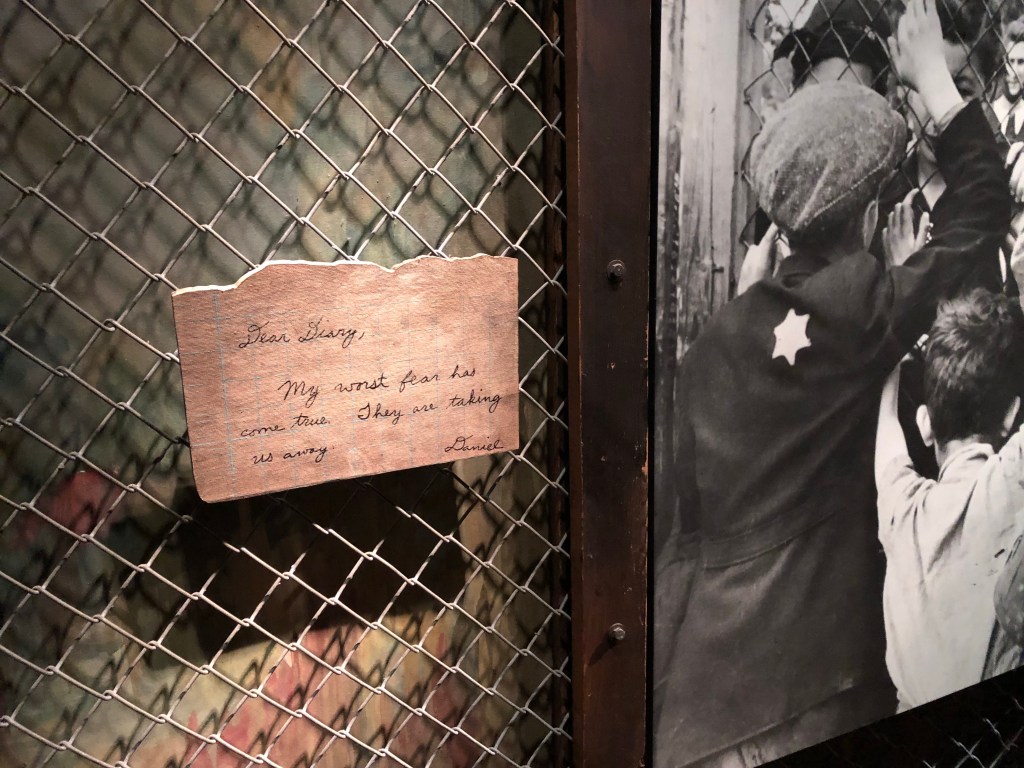 Dear Diary,
My worst fear has
come true. They are taking
us away.
Daniel